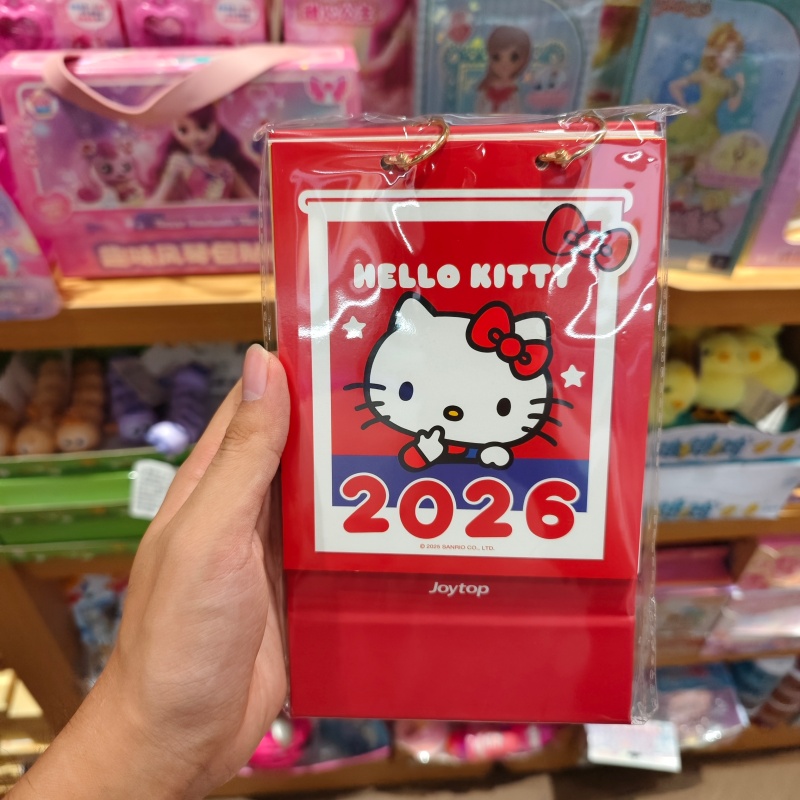 HELLO KITTY
2026
© 2025 SANRIO CO., LTD.
Joytop